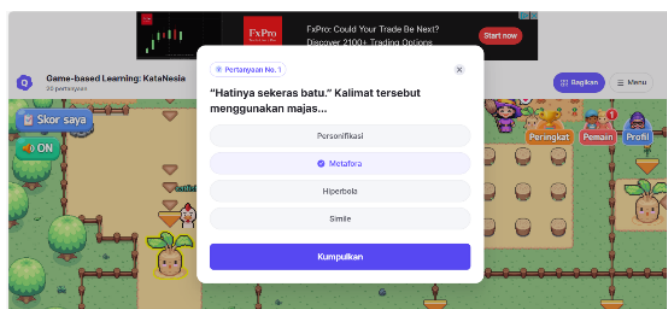 FxPro
FxPro: Could Your Trade Be Next?
Discover 2100+ Trading Options
Start now
Game-based Learning: KataNesia
20 pertanyaan
Bagikan
Menu
Pertanyaan No. 1
"Hatinya sekeras batu." Kalimat tersebut
menggunakan majas...
Personifikasi
Metafora
Hiperbola
Simile
Kumpulkan
Skor saya
ON
Peringkat
Pemain
1
Profil